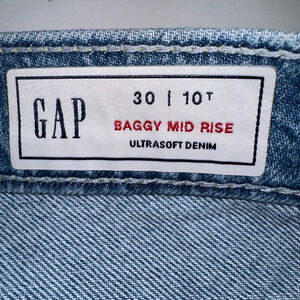 GAP
30 | 10T
BAGGY MID RISE
ULTRASOFT DENIM